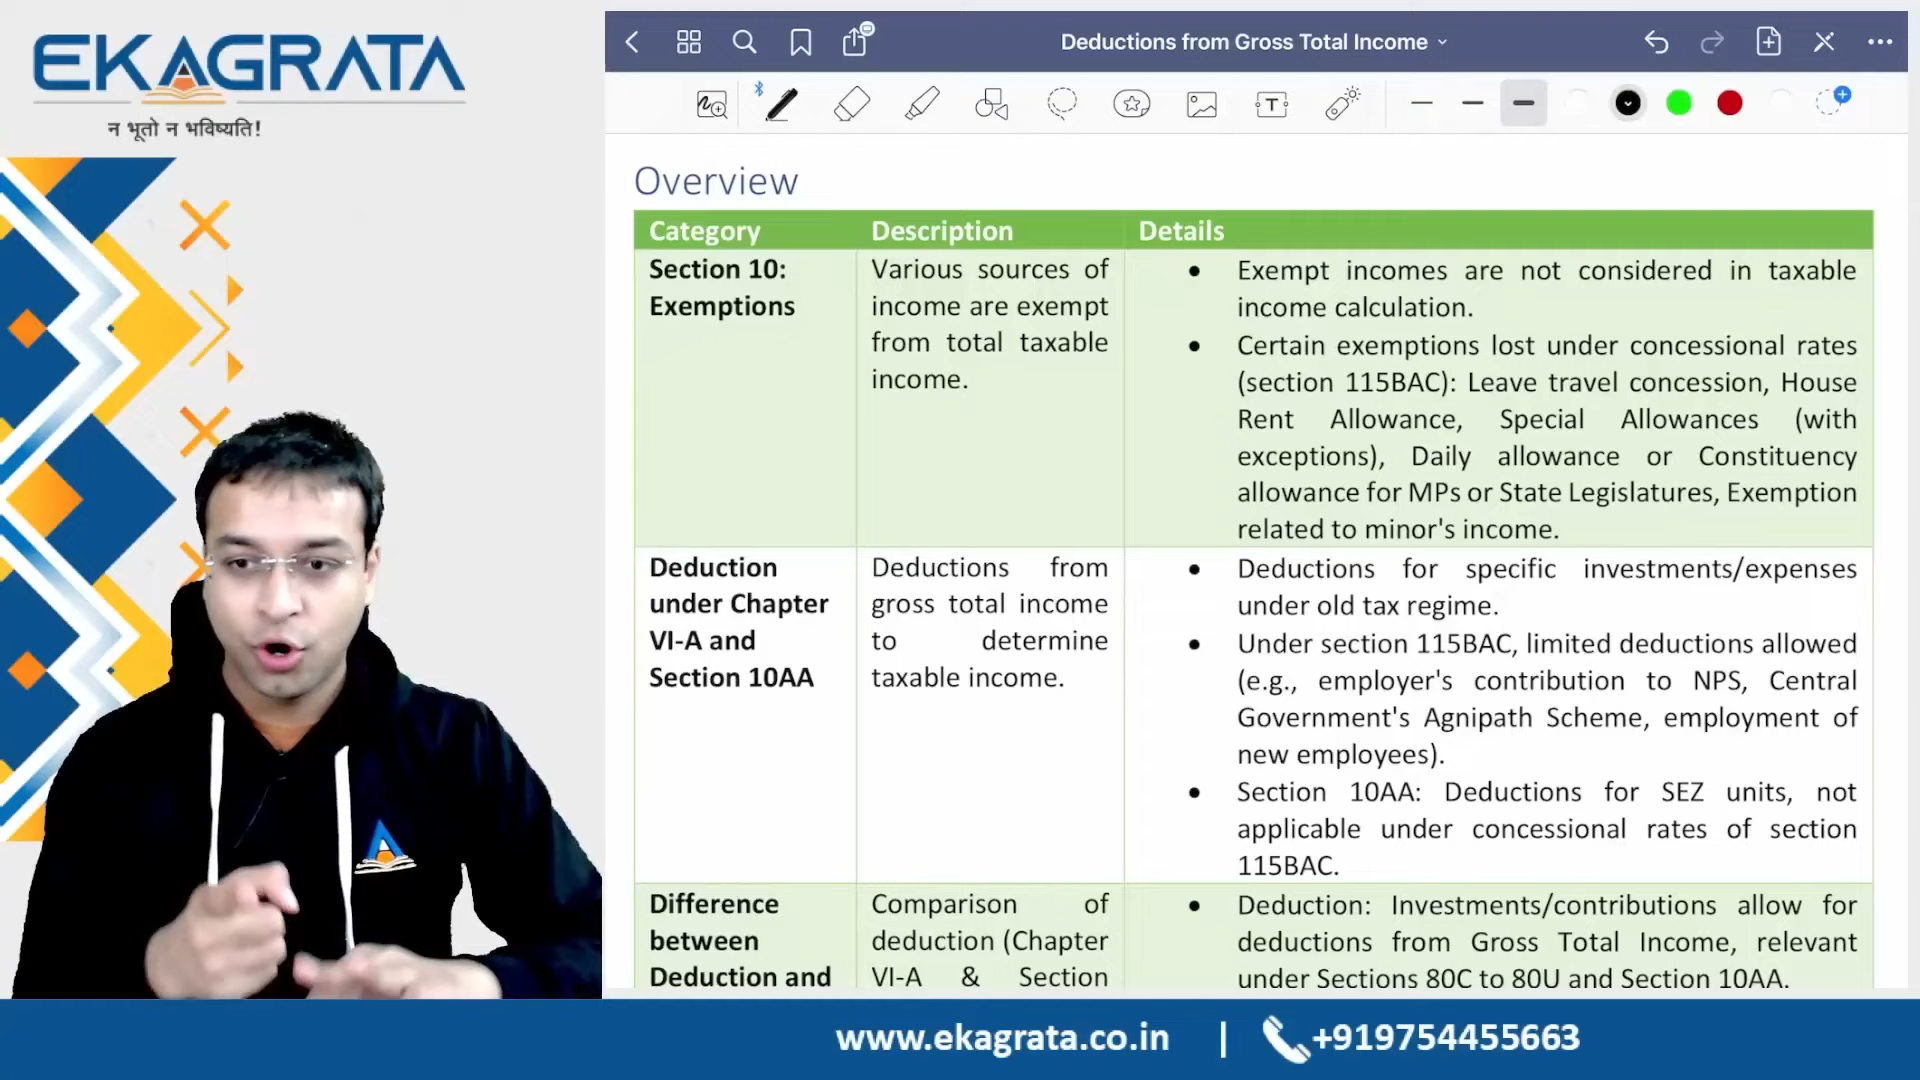 EKAGRATA
न भूतो न भविष्यति!
Deductions from Gross Total Income
Overview
Category Description Details
Section 10:
Exemptions
Various sources of
income are exempt
from total taxable
income.
• Exempt incomes are not considered in taxable
income calculation.
• Certain exemptions lost under concessional rates
(section 115BAC): Leave travel concession, House
Rent Allowance, Special Allowances (with
exceptions), Daily allowance or Constituency
allowance for MPs or State Legislatures, Exemption
related to minor's income.
Deduction
under Chapter
VI-A and
Section 10AA
Deductions from
gross total income
to determine
taxable income.
• Deductions for specific investments/expenses
under old tax regime.
• Under section 115BAC, limited deductions allowed
(e.g., employer's contribution to NPS, Central
Government's Agnipath Scheme, employment of
new employees).
• Section 10AA: Deductions for SEZ units, not
applicable under concessional rates of section
115BAC.
Difference
between
Deduction and
Comparison of
deduction (Chapter
VI-A & Section
• Deduction: Investments/contributions allow for
deductions from Gross Total Income, relevant
under Sections 80C to 80U and Section 10AA.
www.ekagrata.co.in | +919754455663